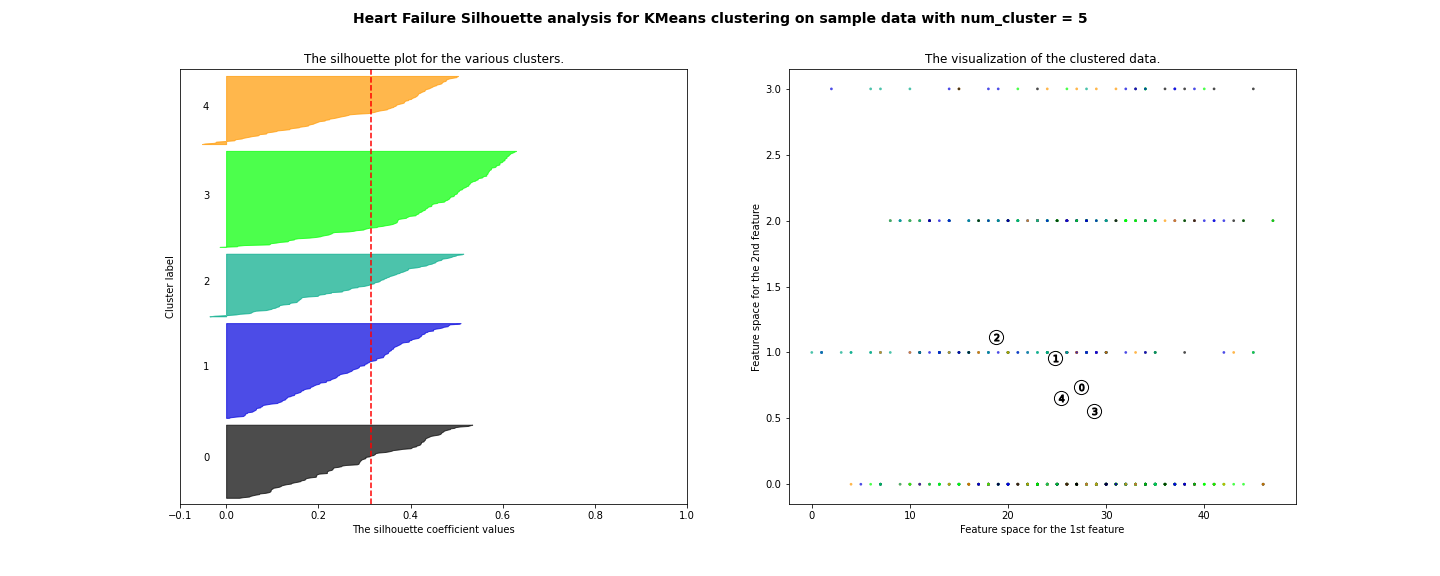 Heart Failure Silhouette analysis for KMeans clustering on sample data with num_cluster = 5
The silhouette plot for the various clusters.
4
3
2
1
0
Cluster label
−0.1 0.0 0.2 0.4 0.6 0.8 1.0
The silhouette coefficient values
The visualization of the clustered data.
3.0
2.5
2.0
1.5
1.0
0.5
0.0
Feature space for the 2nd feature
2
1
0
4
3
0 10 20 30 40
Feature space for the 1st feature